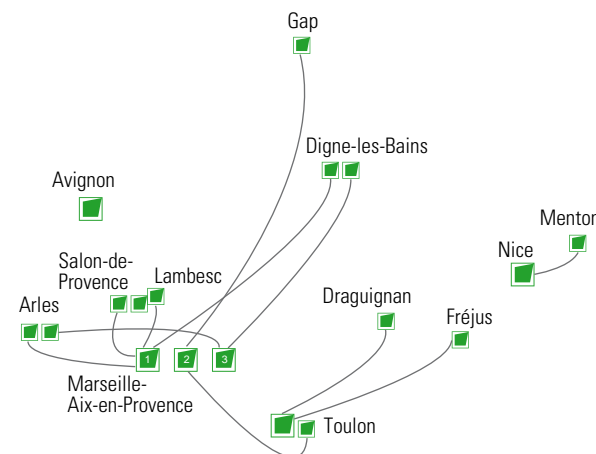 Gap
Digne-les-Bains
Avignon
Menton
Nice
Salon-de-
Provence
Lambesc
Arles
Draguignan
Fréjus
1
2
3
Marseille-
Aix-en-Provence
Toulon